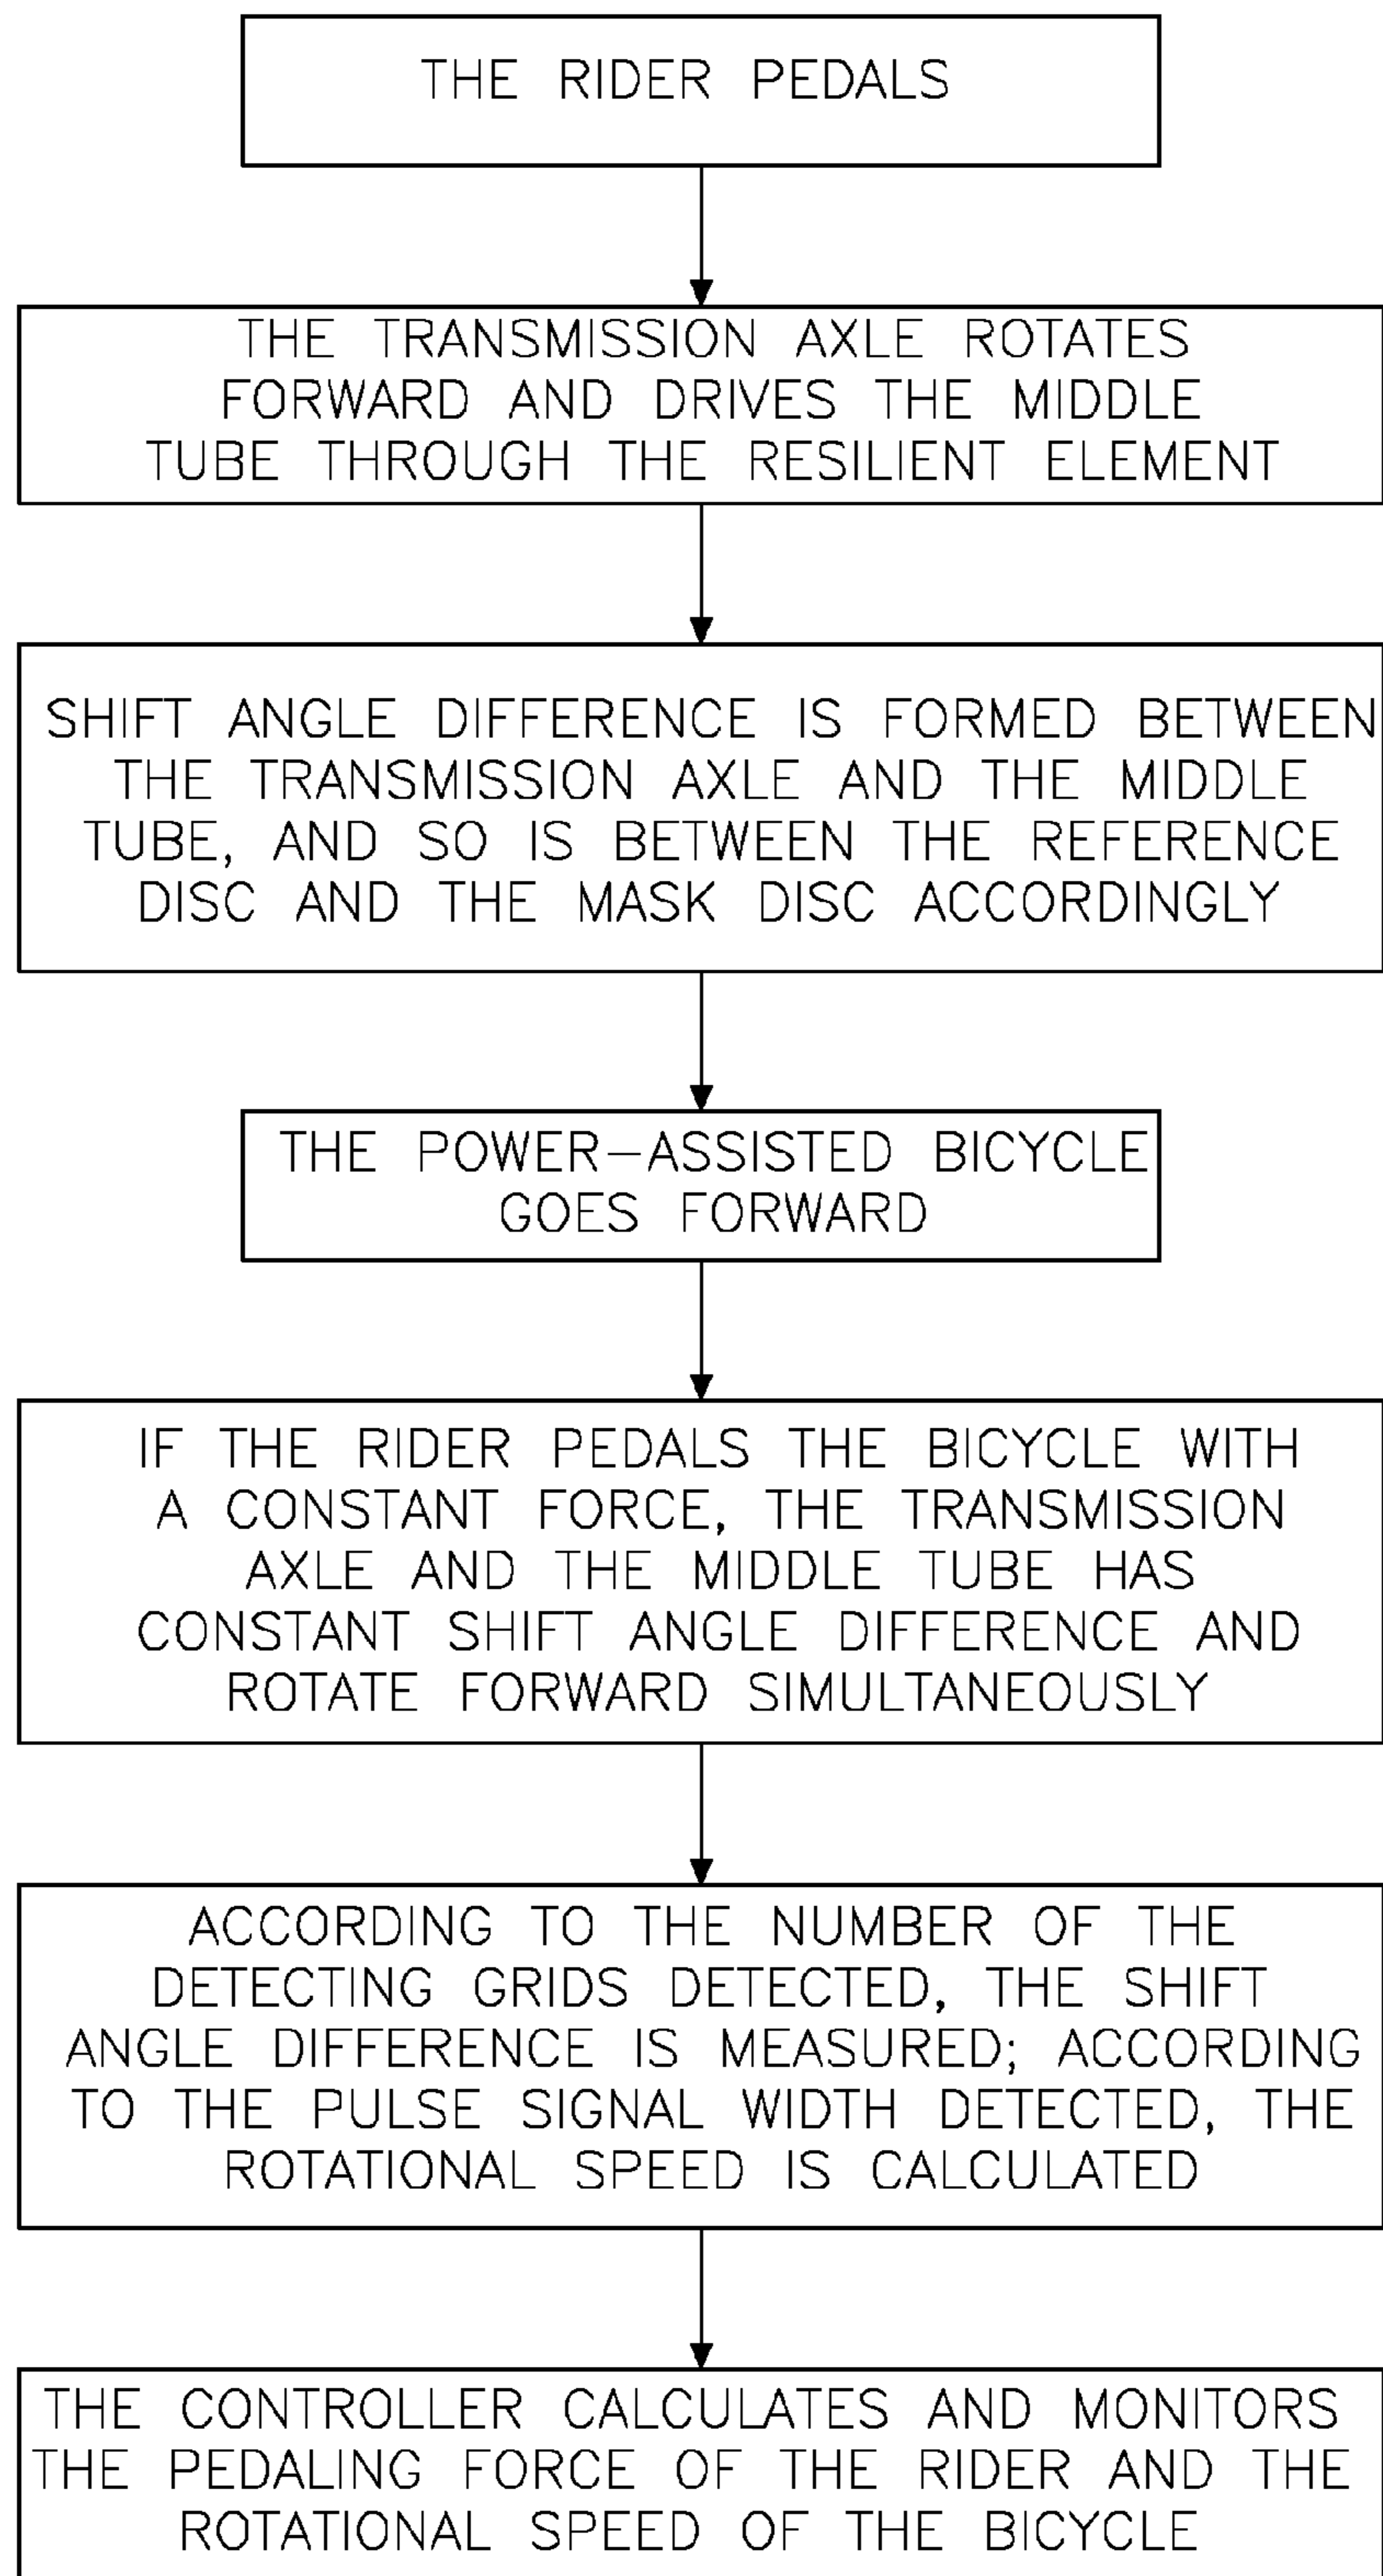 THE RIDER PEDALS
THE TRANSMISSION AXLE ROTATES
FORWARD AND DRIVES THE MIDDLE
TUBE THROUGH THE RESILIENT ELEMENT
SHIFT ANGLE DIFFERENCE IS FORMED BETWEEN
THE TRANSMISSION AXLE AND THE MIDDLE
TUBE, AND SO IS BETWEEN THE REFERENCE
DISC AND THE MASK DISC ACCORDINGLY
THE POWER-ASSISTED BICYCLE
GOES FORWARD
IF THE RIDER PEDALS THE BICYCLE WITH
A CONSTANT FORCE, THE TRANSMISSION
AXLE AND THE MIDDLE TUBE HAS
CONSTANT SHIFT ANGLE DIFFERENCE AND
ROTATE FORWARD SIMULTANEOUSLY
ACCORDING TO THE NUMBER OF THE
DETECTING GRIDS DETECTED, THE SHIFT
ANGLE DIFFERENCE IS MEASURED; ACCORDING
TO THE PULSE SIGNAL WIDTH DETECTED, THE
ROTATIONAL SPEED IS CALCULATED
THE CONTROLLER CALCULATES AND MONITORS
THE PEDALING FORCE OF THE RIDER AND THE
ROTATIONAL SPEED OF THE BICYCLE